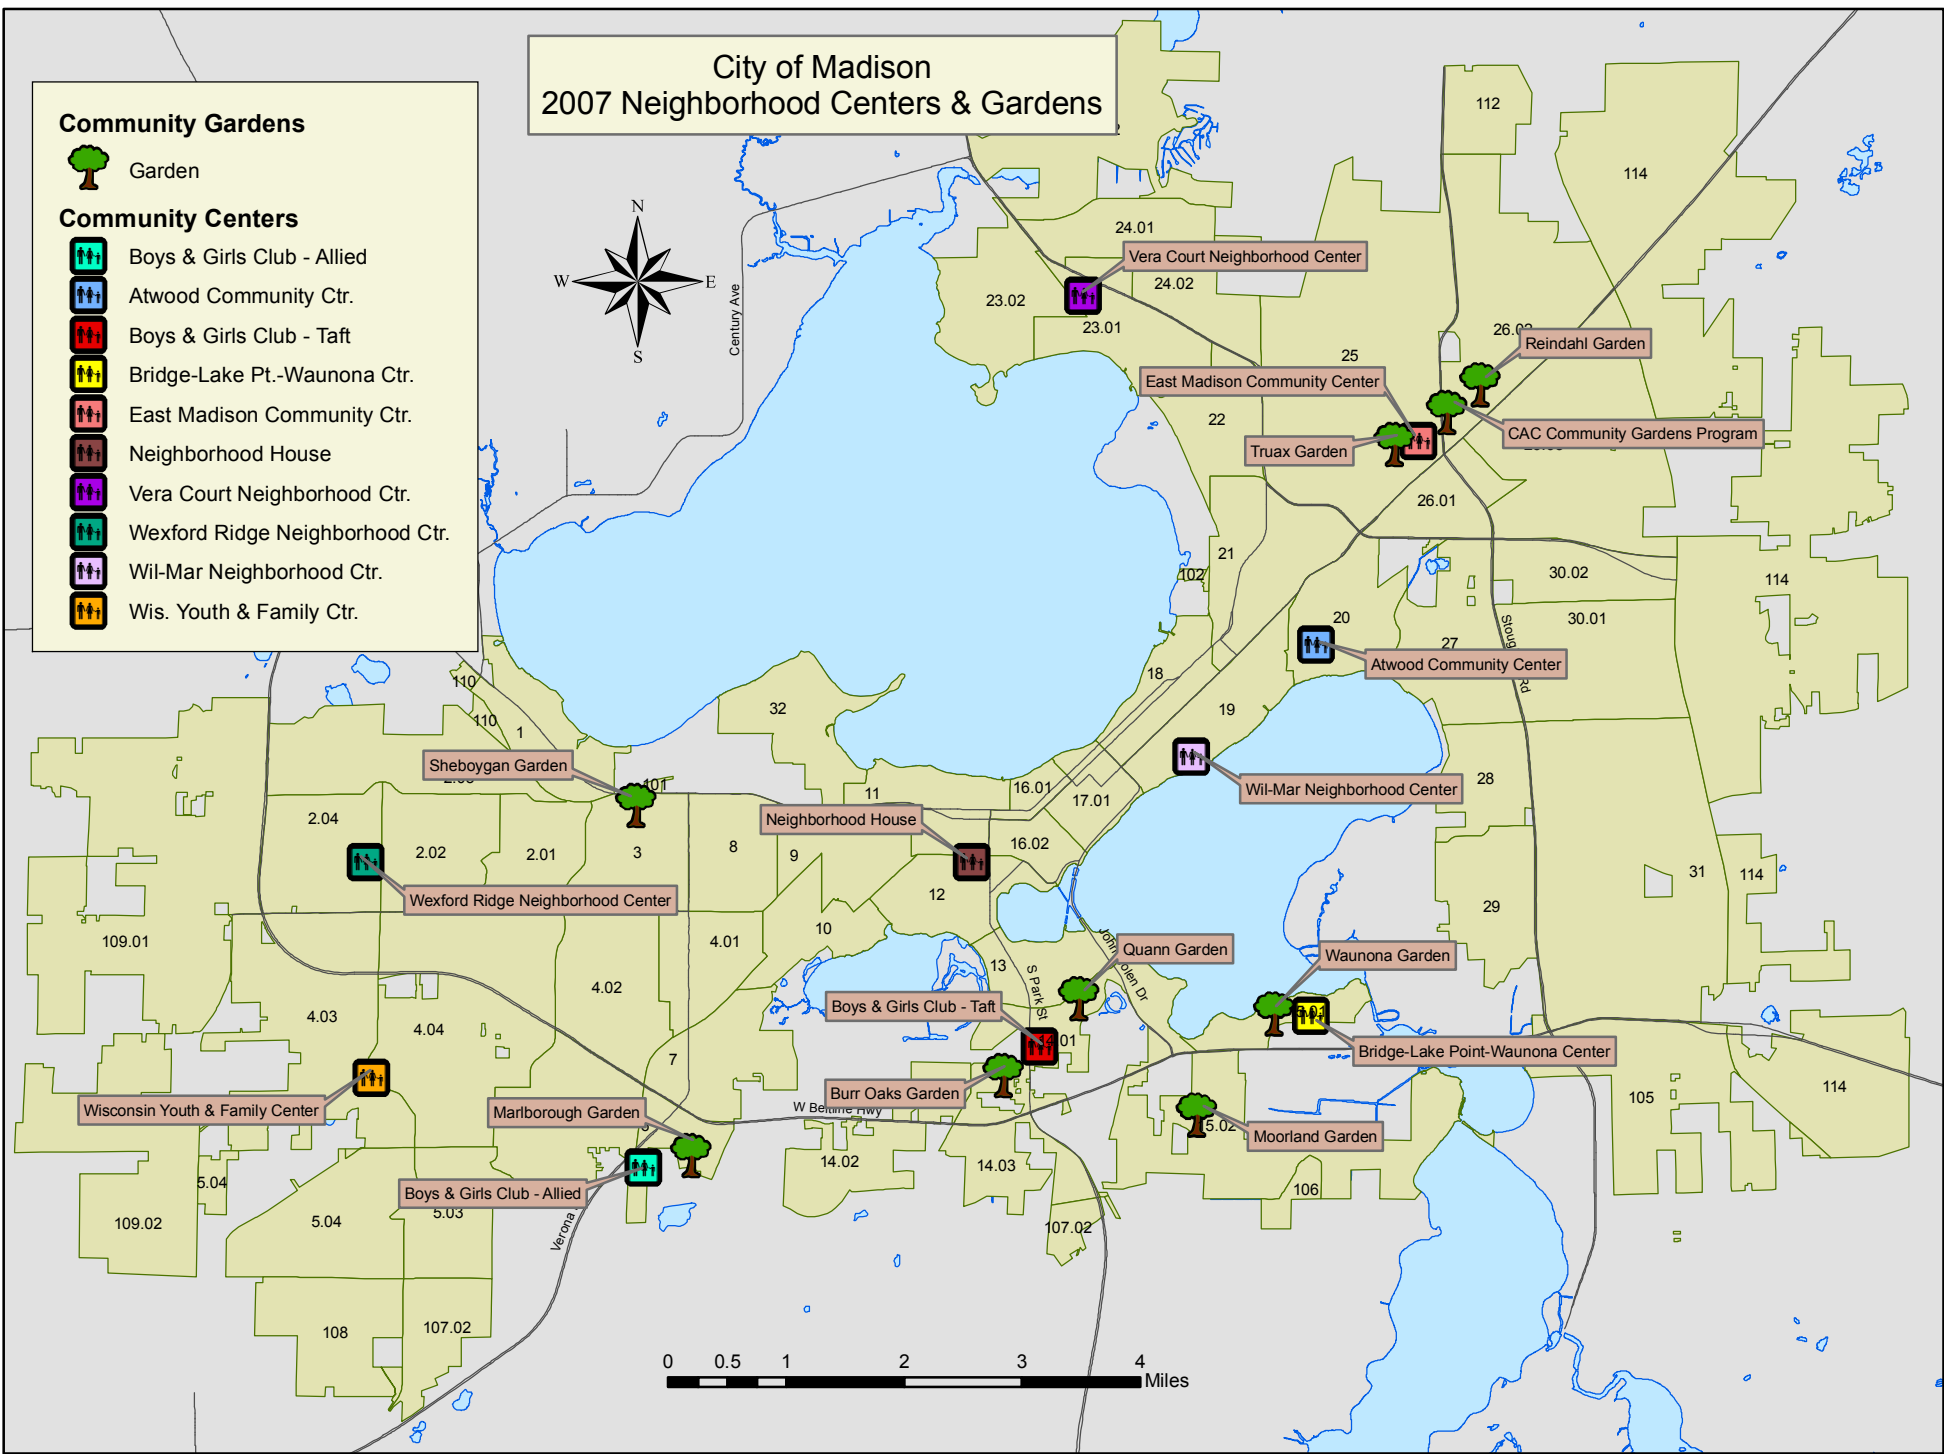 City of Madison
2007 Neighborhood Centers & Gardens
Community Gardens
Garden
Community Centers
Boys & Girls Club - Allied
Atwood Community Ctr.
Boys & Girls Club - Taft
Bridge-Lake Pt.-Waunona Ctr.
East Madison Community Ctr.
Neighborhood House
Vera Court Neighborhood Ctr.
Wexford Ridge Neighborhood Ctr.
Wil-Mar Neighborhood Ctr.
Wis. Youth & Family Ctr.
N
W
E
S
Century Ave
112
114
24.01
Vera Court Neighborhood Center
24.02
23.02
23.01
25
Reindahl Garden
East Madison Community Center
22
CAC Community Gardens Program
Truax Garden
26.01
21
102
30.02
114
20
30.01
27
Atwood Community Center
18
110
19
32
110
1
Sheboygan Garden
101
28
16.01
Wil-Mar Neighborhood Center
11
17.01
2.04
Neighborhood House
16.02
2.02
2.01
3
8
9
31
114
Wexford Ridge Neighborhood Center
12
29
109.01
4.01
10
Quann Garden
Waunona Garden
13
S Park St
4.02
Boys & Girls Club - Taft
4.03
4.04
Bridge-Lake Point-Waunona Center
7
Burr Oaks Garden
114
105
Wisconsin Youth & Family Center
Marlborough Garden
Moorland Garden
14.02
14.03
5.04
Boys & Girls Club - Allied
106
109.02
5.04
5.03
107.02
Verona
108
107.02
0 0.5 1 2 3 4
Miles